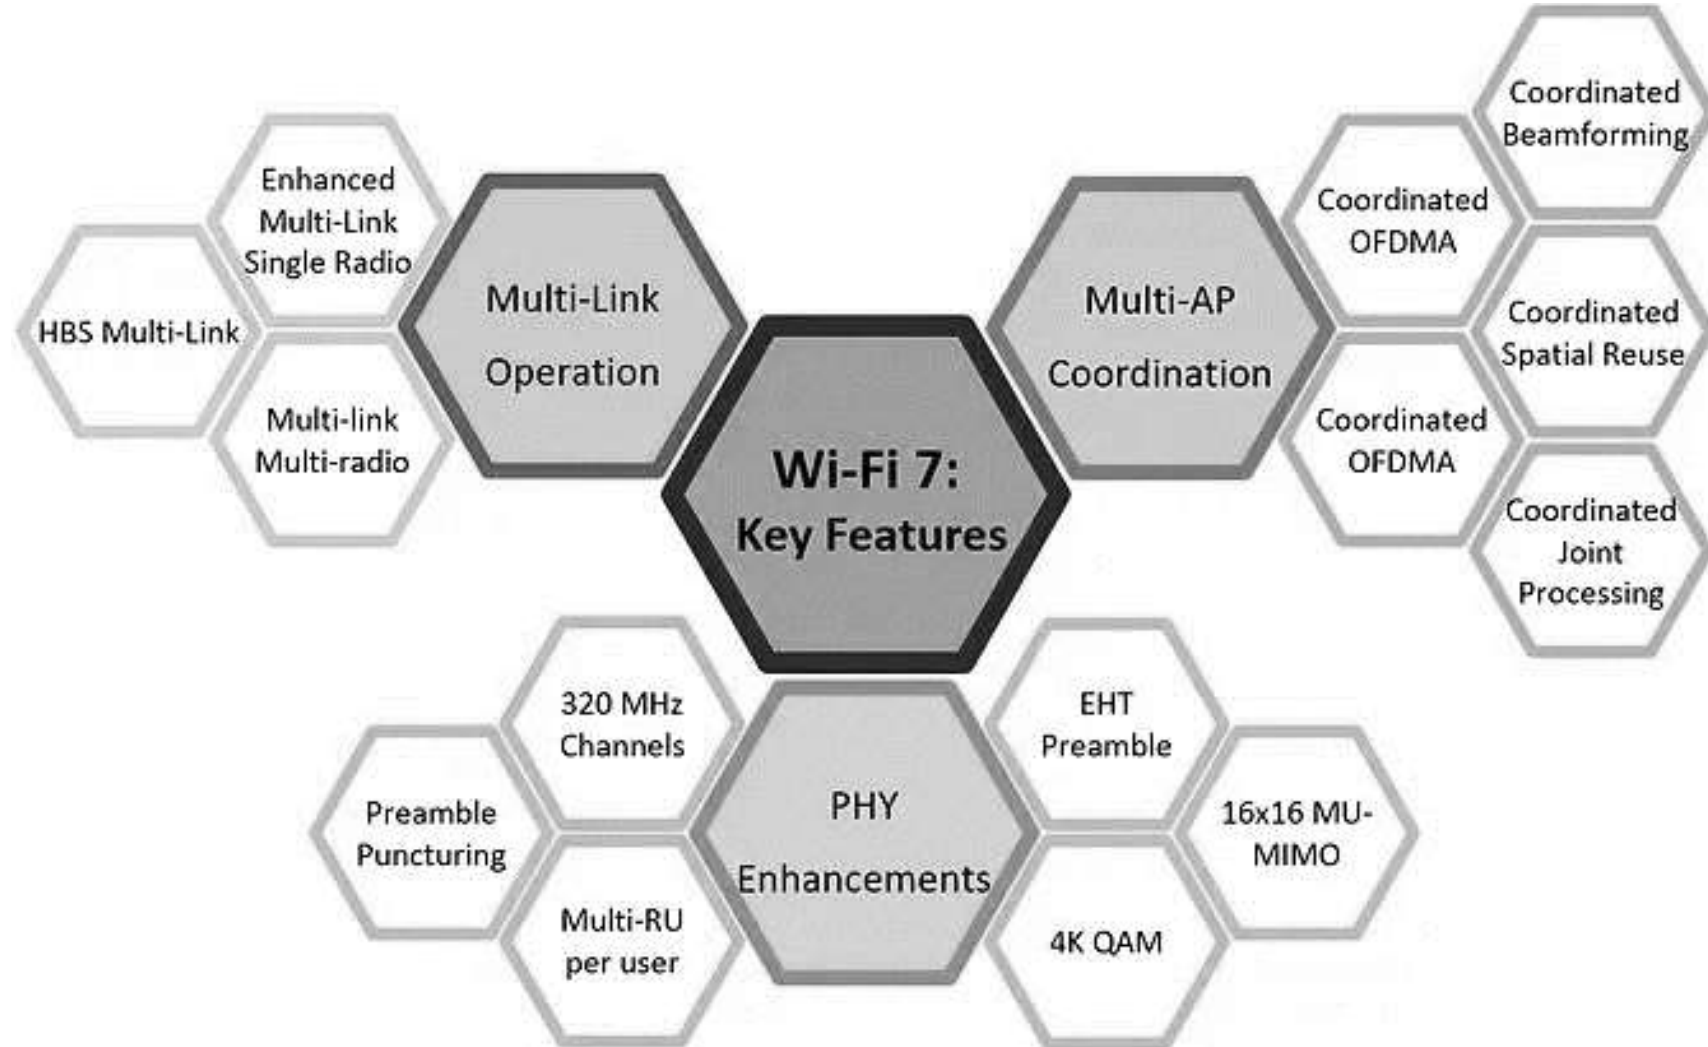 Coordinated
Beamforming
Enhanced
Multi-Link
Single Radio
HBS Multi-Link
Multi-link
Multi-radio
Multi-Link
Operation
Multi-AP
Coordination
Coordinated
OFDMA
Coordinated
Spatial Reuse
Coordinated
OFDMA
Coordinated
Joint
Processing
Wi-Fi 7:
Key Features
320 MHz
Channels
Preamble
Puncturing
Multi-RU
per user
PHY
Enhancements
EHT
Preamble
16x16 MU-
MIMO
4K QAM